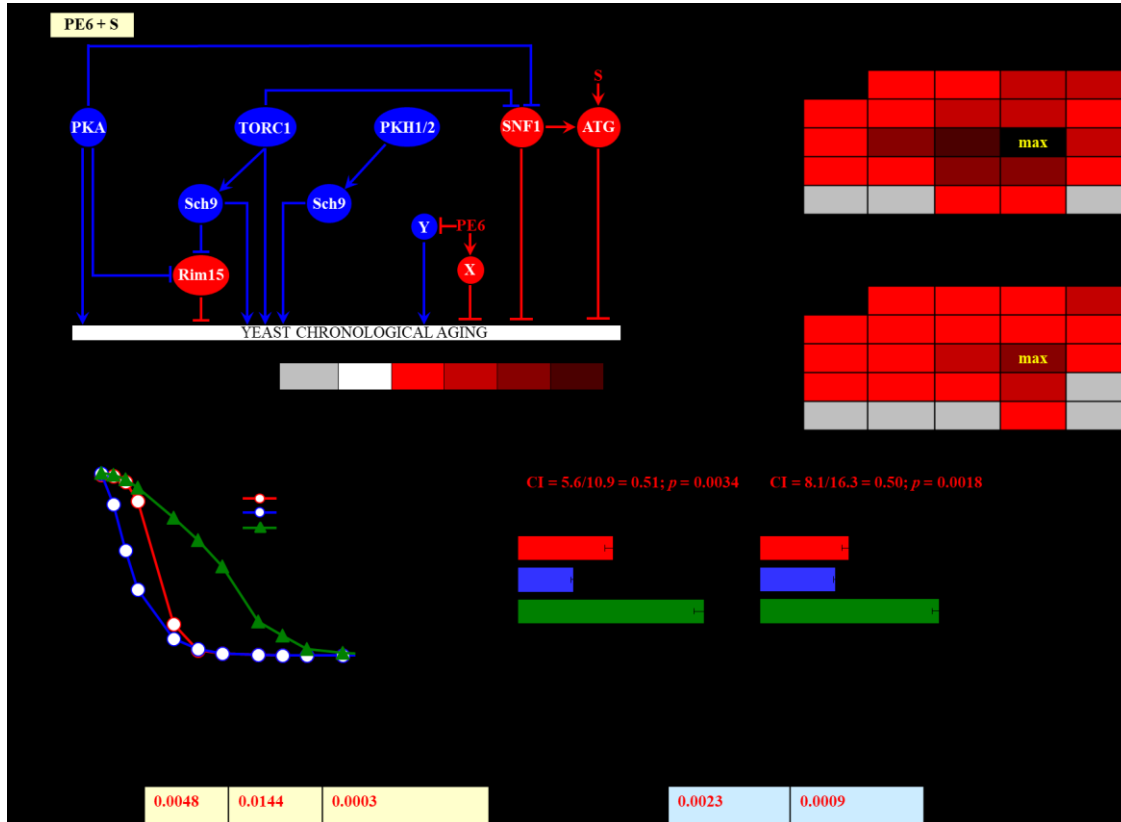 PE6 + S
S
PKA
TORC1
PKH1/2
SNF1
ATG
Sch9
Sch9
Y
PE6
X
Rim15
YEAST CHRONOLOGICAL AGING
max
max
CI = 5.6/10.9 = 0.51; p = 0.0034
CI = 8.1/16.3 = 0.50; p = 0.0018
0.0048
0.0144
0.0003
0.0023
0.0009